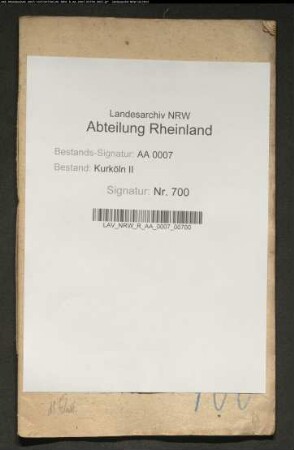 Landesarchiv NRW
Abteilung Rheinland
Bestands-Signatur: AA 0007
Bestand: Kurköln II
Signatur: Nr. 700
LAV_NRW_R_AA_0007_00700